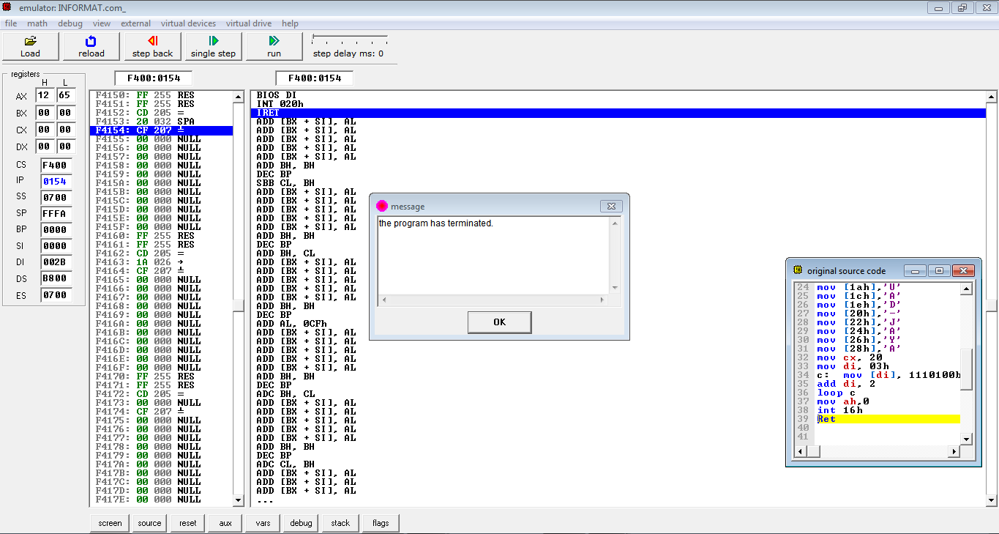 emulator: INFORMAT.com_
file math debug view external virtual devices virtual drive help
Load reload step back single step run step delay ms: 0
registers
H L
AX 12 65
BX 00 00
CX 00 00
DX 00 00
CS F400
IP 0154
SS 0700
SP FFFA
BP 0000
SI 0000
DI 002B
DS B800
ES 0700
F400:0154
F4150: FF 255 RES
F4151: FF 255 RES
F4152: CD 205 =
F4153: 20 032 SPA
F4154: CF 207 ╧
F4155: 00 000 NULL
F4156: 00 000 NULL
F4157: 00 000 NULL
F4158: 00 000 NULL
F4159: 00 000 NULL
F415A: 00 000 NULL
F415B: 00 000 NULL
F415C: 00 000 NULL
F415D: 00 000 NULL
F415E: 00 000 NULL
F415F: 00 000 NULL
F4160: FF 255 RES
F4161: FF 255 RES
F4162: CD 205 =
F4163: 1A 026 →
F4164: CF 207 ╧
F4165: 00 000 NULL
F4166: 00 000 NULL
F4167: 00 000 NULL
F4168: 00 000 NULL
F4169: 00 000 NULL
F416A: 00 000 NULL
F416B: 00 000 NULL
F416C: 00 000 NULL
F416D: 00 000 NULL
F416E: 00 000 NULL
F416F: 00 000 NULL
F4170: FF 255 RES
F4171: FF 255 RES
F4172: CD 205 =
F4173: 00 000 NULL
F4174: CF 207 ╧
F4175: 00 000 NULL
F4176: 00 000 NULL
F4177: 00 000 NULL
F4178: 00 000 NULL
F4179: 00 000 NULL
F417A: 00 000 NULL
F417B: 00 000 NULL
F417C: 00 000 NULL
F417D: 00 000 NULL
F417E: 00 000 NULL
F400:0154
BIOS DI
INT 020h
IRET
ADD [BX + SI], AL
ADD [BX + SI], AL
ADD [BX + SI], AL
ADD [BX + SI], AL
ADD [BX + SI], AL
ADD BH, BH
DEC BP
SBB CL, BH
ADD [BX + SI], AL
ADD [BX + SI], AL
ADD [BX + SI], AL
ADD [BX + SI], AL
ADD [BX + SI], AL
ADD BH, BH
DEC BP
ADD BH, CL
ADD [BX + SI], AL
ADD [BX + SI], AL
ADD [BX + SI], AL
ADD [BX + SI], AL
ADD [BX + SI], AL
ADD BH, BH
DEC BP
ADD AL, 0CFh
ADD [BX + SI], AL
ADD [BX + SI], AL
ADD [BX + SI], AL
ADD [BX + SI], AL
ADD [BX + SI], AL
ADD BH, BH
DEC BP
ADC BH, CL
ADD [BX + SI], AL
ADD [BX + SI], AL
ADD [BX + SI], AL
ADD [BX + SI], AL
ADD [BX + SI], AL
ADD BH, BH
DEC BP
ADC CL, BH
ADD [BX + SI], AL
ADD [BX + SI], AL
ADD [BX + SI], AL
...
message
the program has terminated.
OK
original source code
24 mov [1ah],'U'
25 mov [1ch],'A'
26 mov [1eh],'D'
27 mov [20h],'-'
28 mov [22h],'J'
29 mov [24h],'A'
30 mov [26h],'Y'
31 mov [28h],'A'
32 mov cx, 20
33 mov di, 03h
34 c: mov [di], 1110100b
35 add di, 2
36 loop c
37 mov ah,0
38 int 16h
39 Ret
40
41
screen source reset aux vars debug stack flags